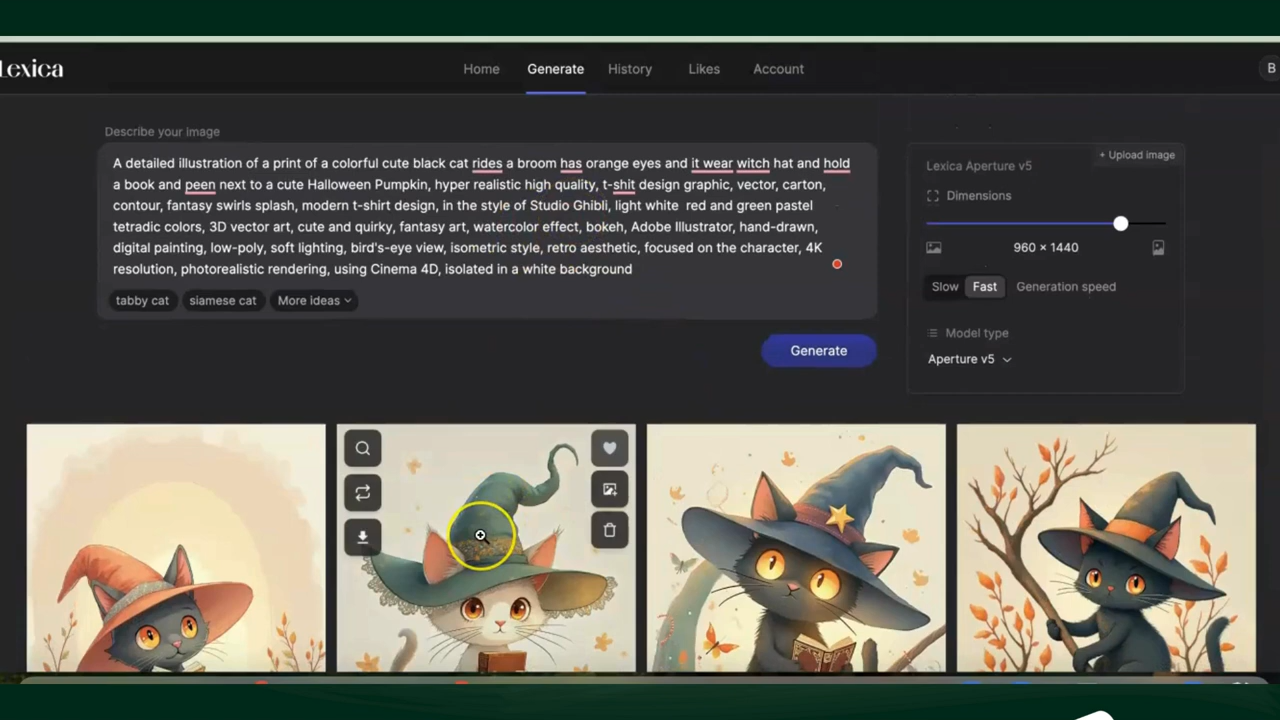 Lexica
Home Generate History Likes Account B
Describe your image
A detailed illustration of a print of a colorful cute black cat rides a broom has orange eyes and it wear witch hat and hold
a book and peen next to a cute Halloween Pumpkin, hyper realistic high quality, t-shit design graphic, vector, carton,
contour, fantasy swirls splash, modern t-shirt design, in the style of Studio Ghibli, light white red and green pastel
tetradic colors, 3D vector art, cute and quirky, fantasy art, watercolor effect, bokeh, Adobe Illustrator, hand-drawn,
digital painting, low-poly, soft lighting, bird's-eye view, isometric style, retro aesthetic, focused on the character, 4K
resolution, photorealistic rendering, using Cinema 4D, isolated in a white background
tabby cat siamese cat More ideas
Generate
+ Upload image
Lexica Aperture v5
Dimensions
960 × 1440
Slow Fast Generation speed
Model type
Aperture v5